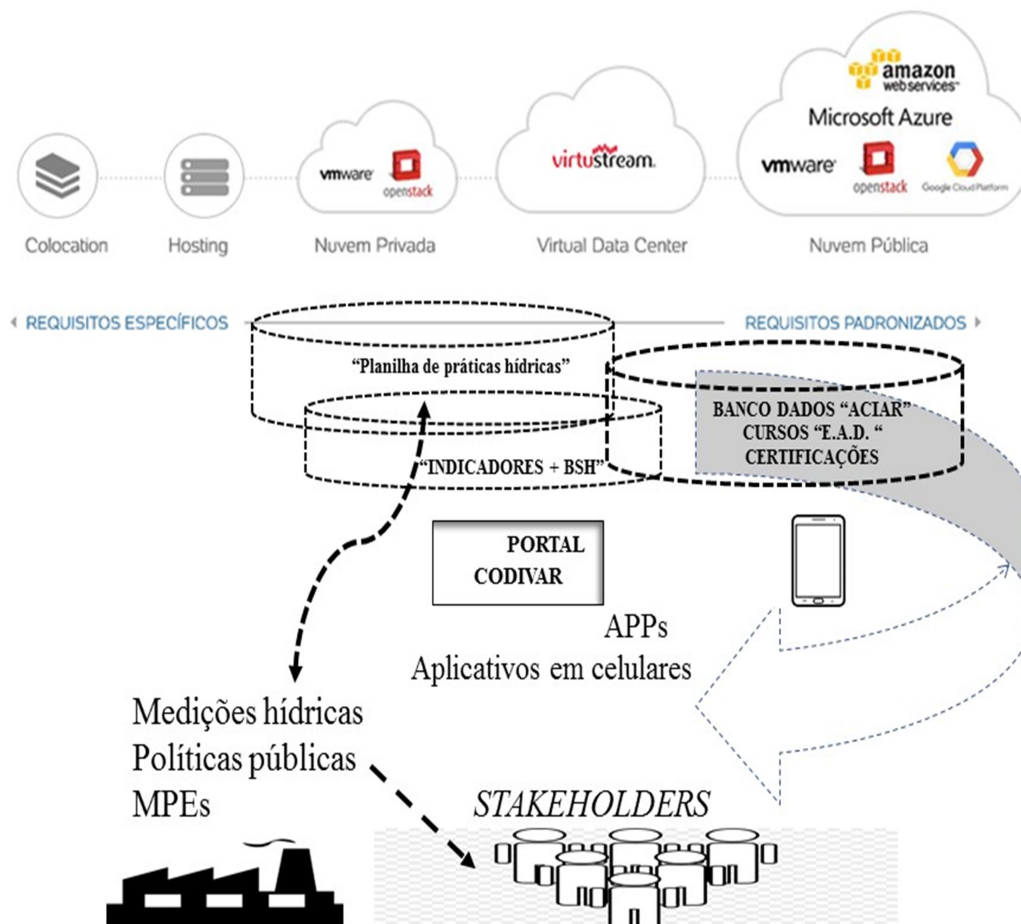 amazon
webservices™
Microsoft Azure
vmware
openstack
virtustream.
vmware
openstack
Google Cloud Platform
Colocation
Hosting
Nuvem Privada
Virtual Data Center
Nuvem Pública
REQUISITOS ESPECÍFICOS
REQUISITOS PADRONIZADOS
“Planilha de práticas hídricas”
BANCO DADOS “ACIAR”
CURSOS “E.A.D. “
CERTIFICAÇÕES
“INDICADORES + BSH”
PORTAL
CODIVAR
APPs
Aplicativos em celulares
Medições hídricas
Políticas públicas
MPEs
STAKEHOLDERS